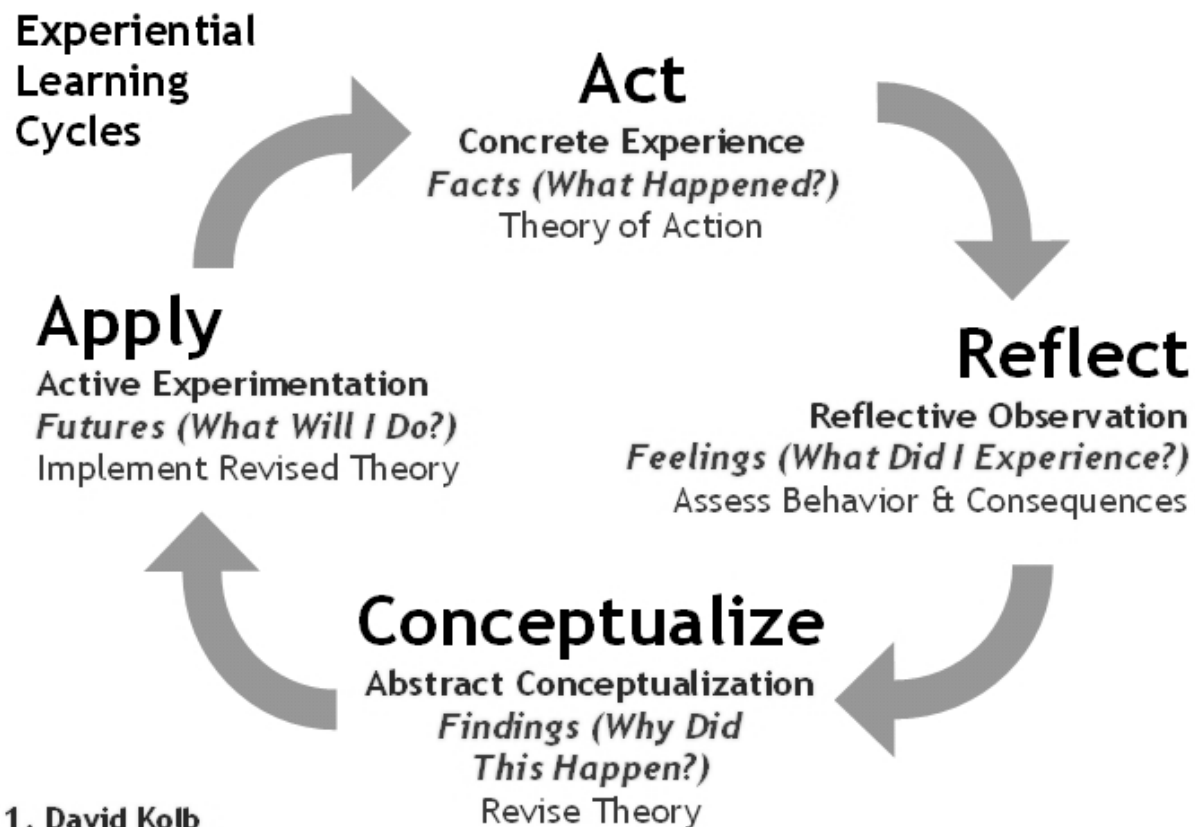 Experiential
Learning
Cycles
Act
Concrete Experience
Facts (What Happened?)
Theory of Action
Reflect
Reflective Observation
Feelings (What Did I Experience?)
Assess Behavior & Consequences
Conceptualize
Abstract Conceptualization
Findings (Why Did
This Happen?)
Revise Theory
Apply
Active Experimentation
Futures (What Will I Do?)
Implement Revised Theory
1. David Kolb